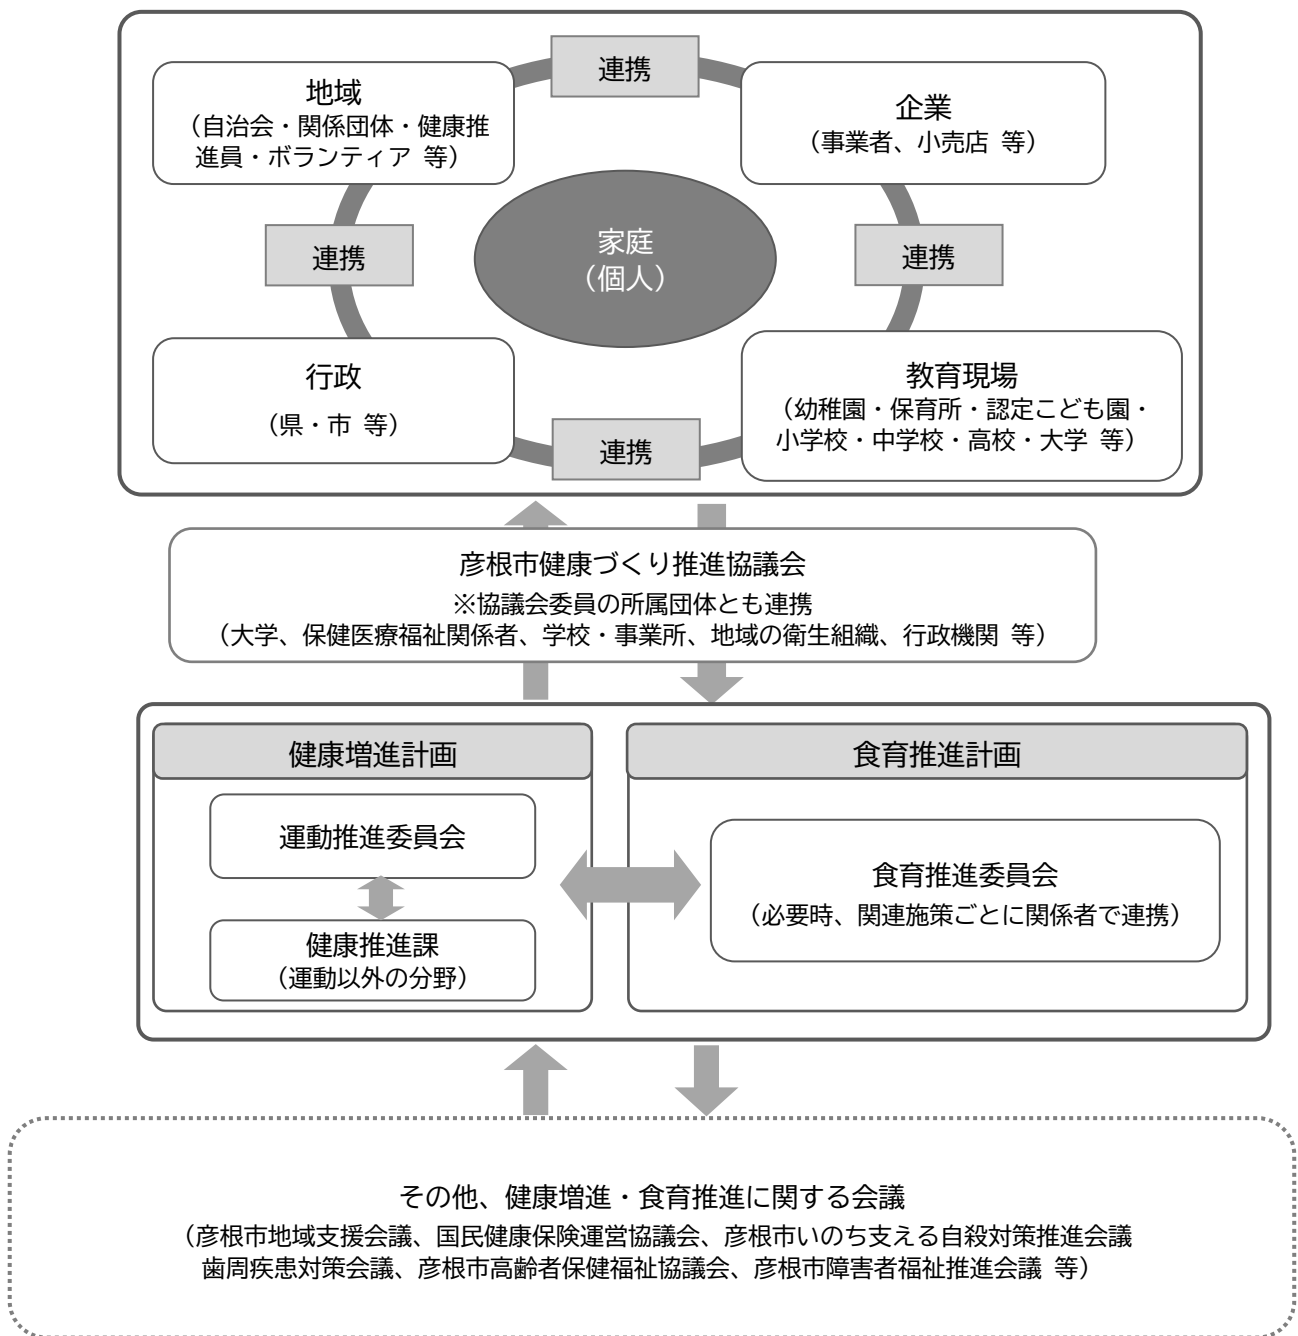 連携
地域
（自治会・関係団体・健康推
進員・ボランティア 等）
企業
（事業者、小売店 等）
家庭
（個人）
連携
連携
行政
（県・市 等）
教育現場
（幼稚園・保育所・認定こども園・
小学校・中学校・高校・大学 等）
連携
彦根市健康づくり推進協議会
※協議会委員の所属団体とも連携
（大学、保健医療福祉関係者、学校・事業所、地域の衛生組織、行政機関 等）
健康増進計画
食育推進計画
運動推進委員会
健康推進課
（運動以外の分野）
食育推進委員会
（必要時、関連施策ごとに関係者で連携）
その他、健康増進・食育推進に関する会議
（彦根市地域支援会議、国民健康保険運営協議会、彦根市いのち支える自殺対策推進会議
歯周疾患対策会議、彦根市高齢者保健福祉協議会、彦根市障害者福祉推進会議 等）